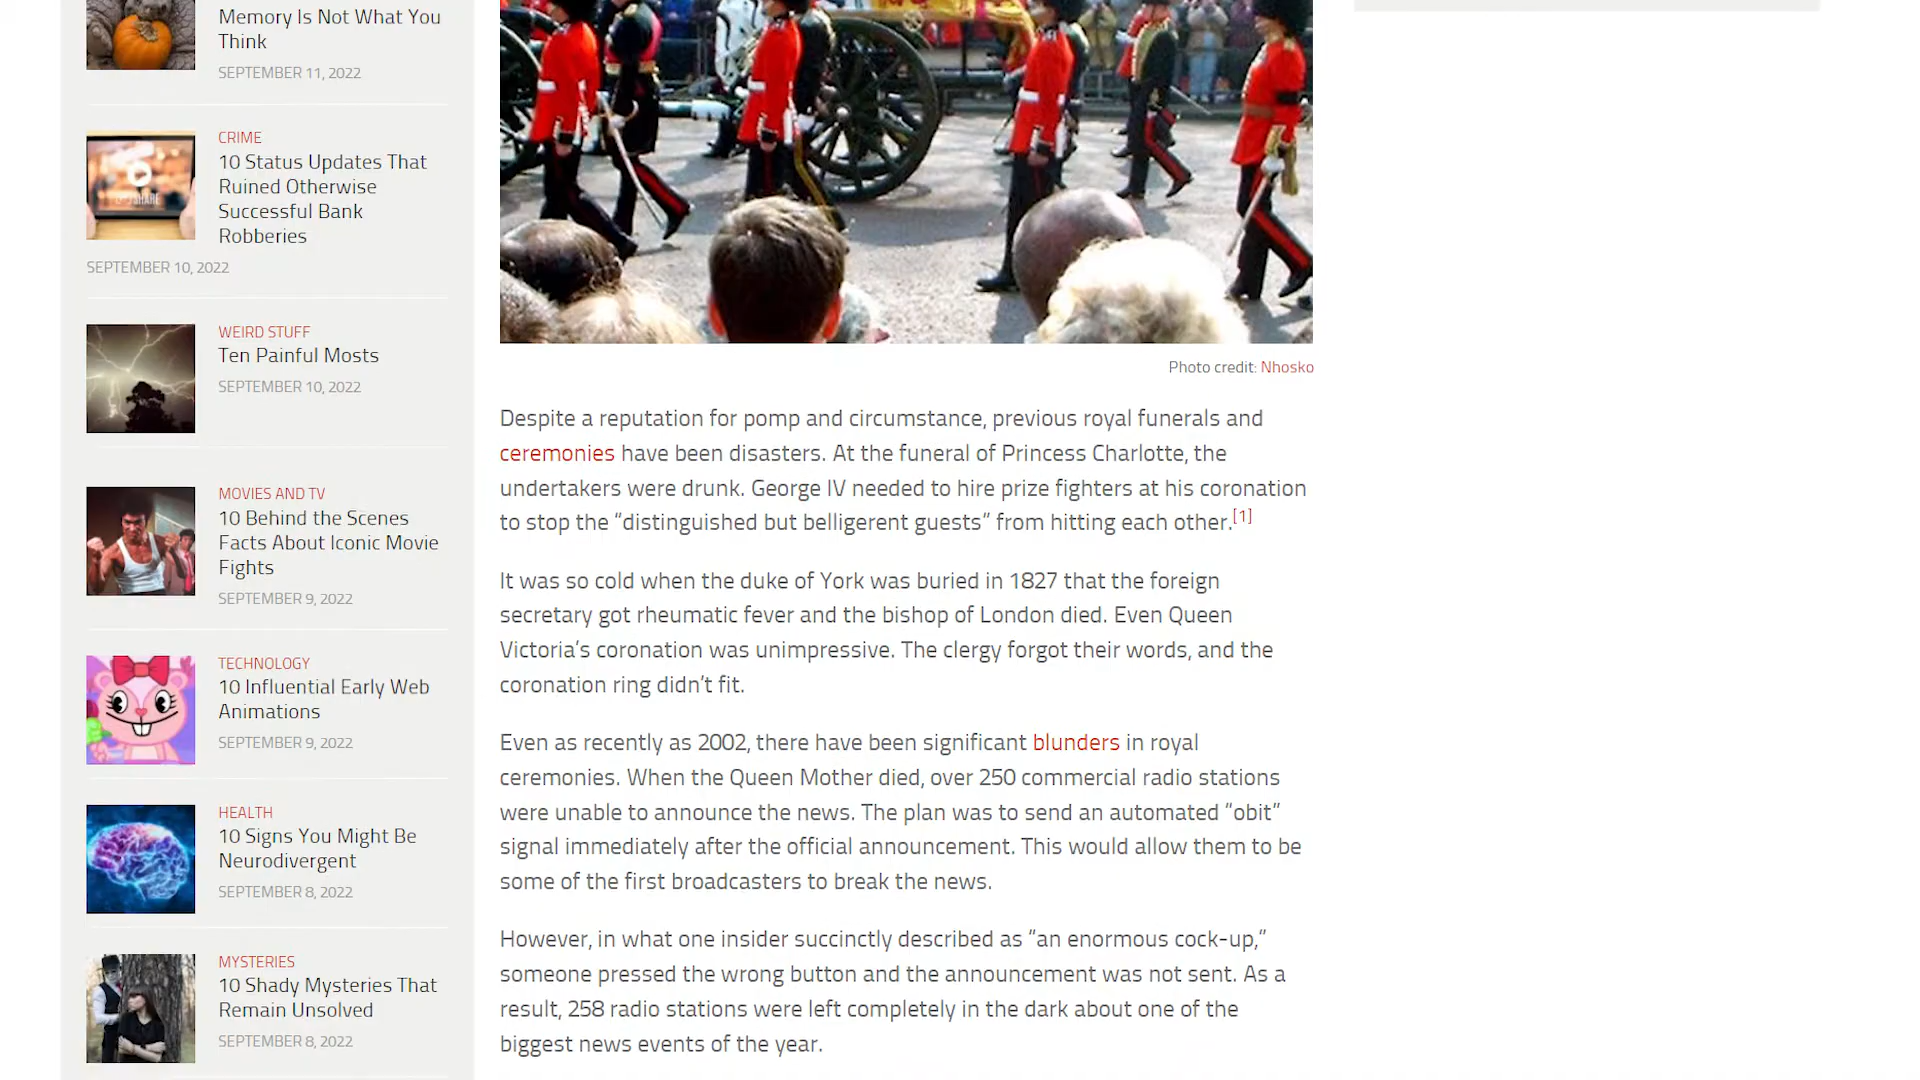 Memory Is Not What You
Think
SEPTEMBER 11, 2022
CRIME
10 Status Updates That
Ruined Otherwise
Successful Bank
Robberies
SEPTEMBER 10, 2022
WEIRD STUFF
Ten Painful Mosts
SEPTEMBER 10, 2022
MOVIES AND TV
10 Behind the Scenes
Facts About Iconic Movie
Fights
SEPTEMBER 9, 2022
TECHNOLOGY
10 Influential Early Web
Animations
SEPTEMBER 9, 2022
HEALTH
10 Signs You Might Be
Neurodivergent
SEPTEMBER 8, 2022
MYSTERIES
10 Shady Mysteries That
Remain Unsolved
SEPTEMBER 8, 2022
Photo credit: Nhosko
Despite a reputation for pomp and circumstance, previous royal funerals and
ceremonies have been disasters. At the funeral of Princess Charlotte, the
undertakers were drunk. George IV needed to hire prize fighters at his coronation
to stop the “distinguished but belligerent guests” from hitting each other.[1]
It was so cold when the duke of York was buried in 1827 that the foreign
secretary got rheumatic fever and the bishop of London died. Even Queen
Victoria’s coronation was unimpressive. The clergy forgot their words, and the
coronation ring didn’t fit.
Even as recently as 2002, there have been significant blunders in royal
ceremonies. When the Queen Mother died, over 250 commercial radio stations
were unable to announce the news. The plan was to send an automated “obit”
signal immediately after the official announcement. This would allow them to be
some of the first broadcasters to break the news.
However, in what one insider succinctly described as “an enormous cock-up,”
someone pressed the wrong button and the announcement was not sent. As a
result, 258 radio stations were left completely in the dark about one of the
biggest news events of the year.